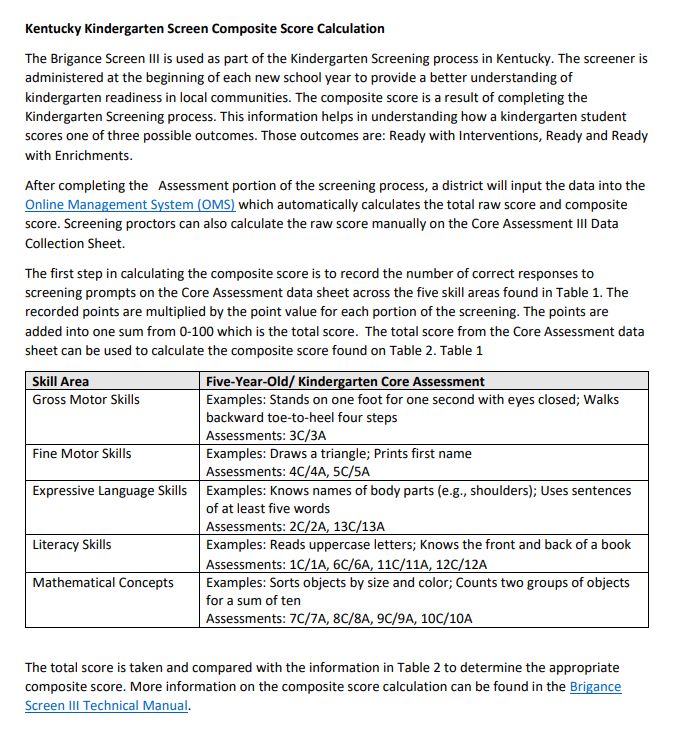 Kentucky Kindergarten Screen Composite Score Calculation
The Brigance Screen III is used as part of the Kindergarten Screening process in Kentucky. The screener is
administered at the beginning of each new school year to provide a better understanding of
kindergarten readiness in local communities. The composite score is a result of completing the
Kindergarten Screening process. This information helps in understanding how a kindergarten student
scores one of three possible outcomes. Those outcomes are: Ready with Interventions, Ready and Ready
with Enrichments.
After completing the Assessment portion of the screening process, a district will input the data into the
Online Management System (OMS) which automatically calculates the total raw score and composite
score. Screening proctors can also calculate the raw score manually on the Core Assessment III Data
Collection Sheet.
The first step in calculating the composite score is to record the number of correct responses to
screening prompts on the Core Assessment data sheet across the five skill areas found in Table 1. The
recorded points are multiplied by the point value for each portion of the screening. The points are
added into one sum from 0-100 which is the total score. The total score from the Core Assessment data
sheet can be used to calculate the composite score found on Table 2. Table 1
Skill Area Five-Year-Old/ Kindergarten Core Assessment
Gross Motor Skills Examples: Stands on one foot for one second with eyes closed; Walks
backward toe-to-heel four steps
Assessments: 3C/3A
Fine Motor Skills Examples: Draws a triangle; Prints first name
Assessments: 4C/4A, 5C/5A
Expressive Language Skills Examples: Knows names of body parts (e.g., shoulders); Uses sentences
of at least five words
Assessments: 2C/2A, 13C/13A
Literacy Skills Examples: Reads uppercase letters; Knows the front and back of a book
Assessments: 1C/1A, 6C/6A, 11C/11A, 12C/12A
Mathematical Concepts Examples: Sorts objects by size and color; Counts two groups of objects
for a sum of ten
Assessments: 7C/7A, 8C/8A, 9C/9A, 10C/10A
The total score is taken and compared with the information in Table 2 to determine the appropriate
composite score. More information on the composite score calculation can be found in the Brigance
Screen III Technical Manual.